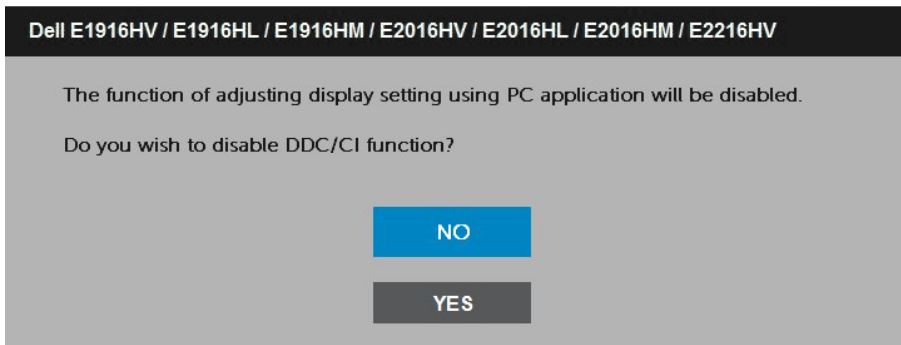 Dell E1916HV / E1916HL / E1916HM / E2016HV / E2016HL / E2016HM / E2216HV
The function of adjusting display setting using PC application will be disabled.
Do you wish to disable DDC/CI function?
NO
YES